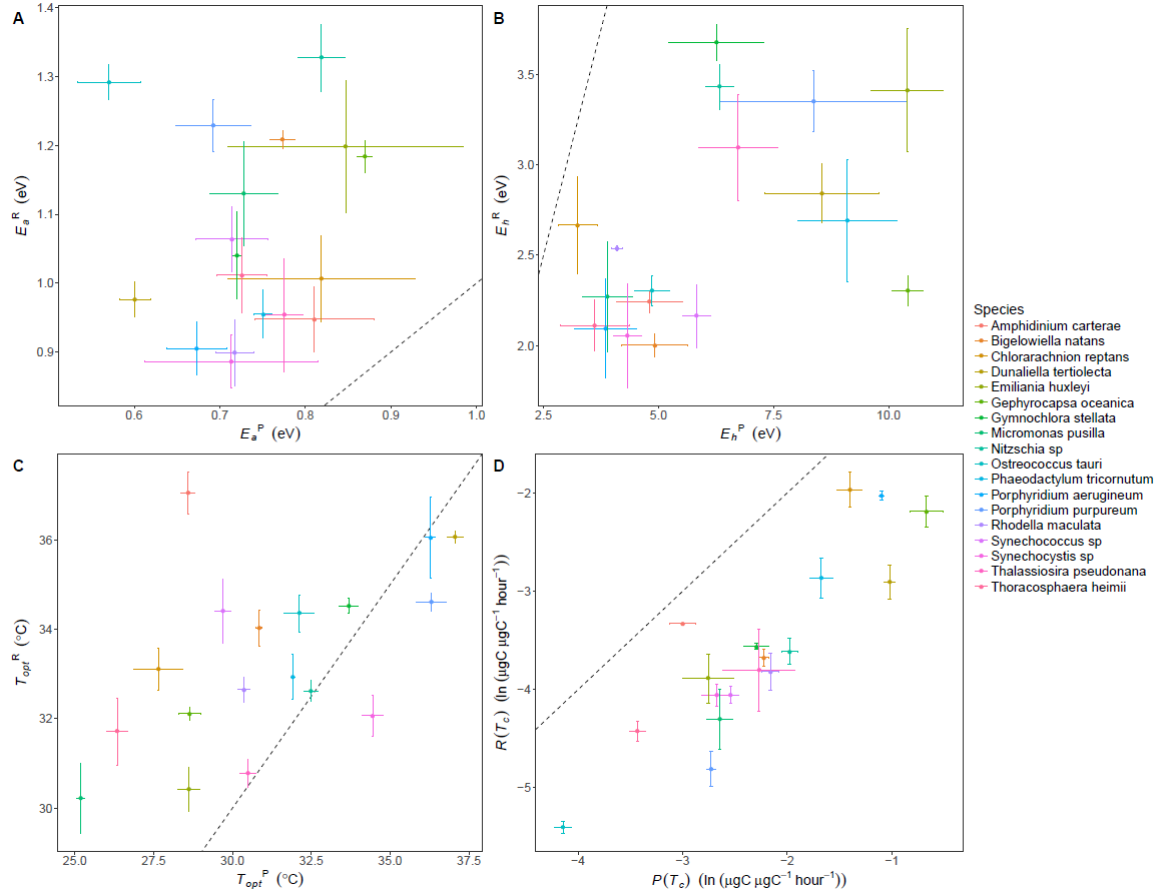 A
1.4
1.3
1.2
1.1
1.0
0.9
Eₐᴿ (eV)
0.6 0.7 0.8 0.9 1.0
Eₐᴾ (eV)
B
3.5
3.0
2.5
2.0
Eₕᴿ (eV)
2.5 5.0 7.5 10.0
Eₕᴾ (eV)
C
36
34
32
30
Tₒₚₜᴿ (°C)
25.0 27.5 30.0 32.5 35.0 37.5
Tₒₚₜᴾ (°C)
D
−2
−3
−4
−5
R(T_c) (ln (µgC µgC⁻¹ hour⁻¹))
−4 −3 −2 −1
P(T_c) (ln (µgC µgC⁻¹ hour⁻¹))
Species
Amphidinium carterae
Bigelowiella natans
Chlorarachnion reptans
Dunaliella tertiolecta
Emiliania huxleyi
Gephyrocapsa oceanica
Gymnochlora stellata
Micromonas pusilla
Nitzschia sp
Ostreococcus tauri
Phaeodactylum tricornutum
Porphyridium aerugineum
Porphyridium purpureum
Rhodella maculata
Synechococcus sp
Synechocystis sp
Thalassiosira pseudonana
Thoracosphaera heimii